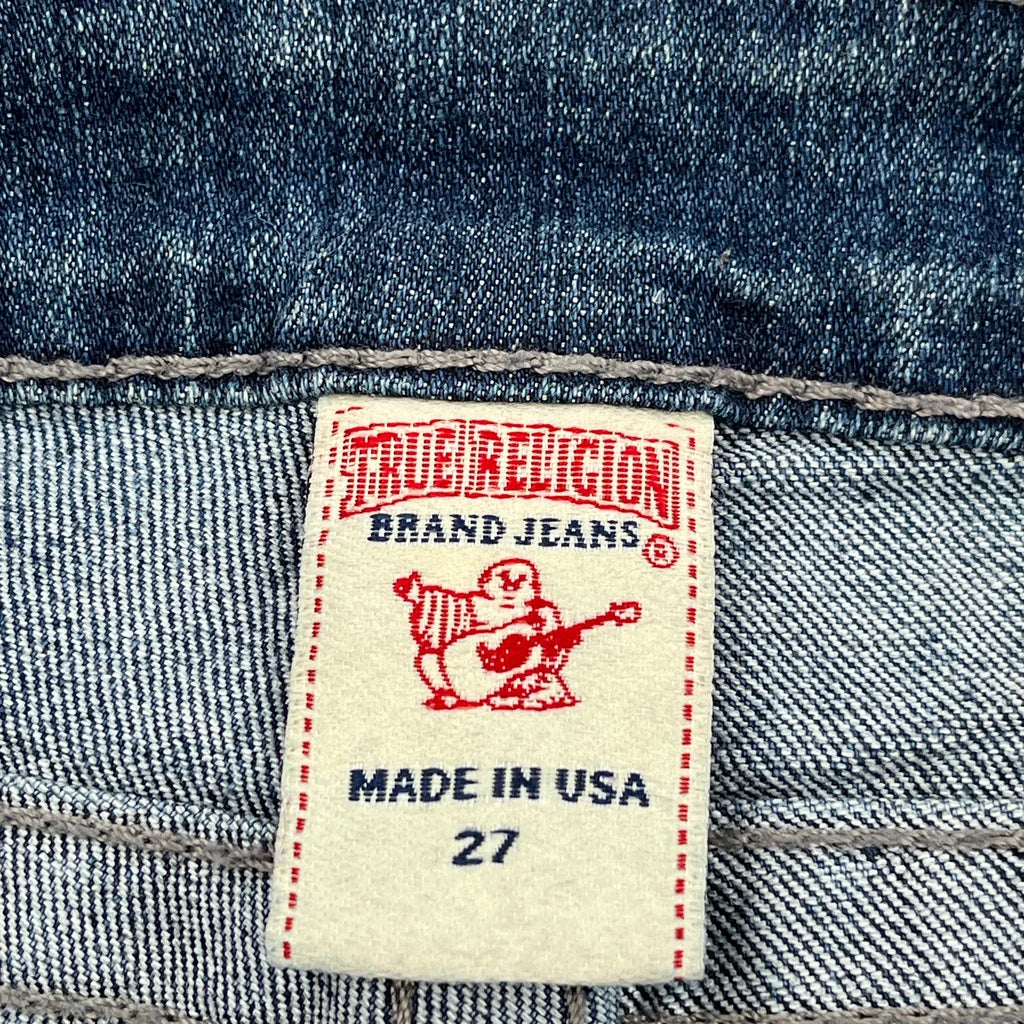 TRUE RELIGION
BRAND JEANS ®
MADE IN USA
27